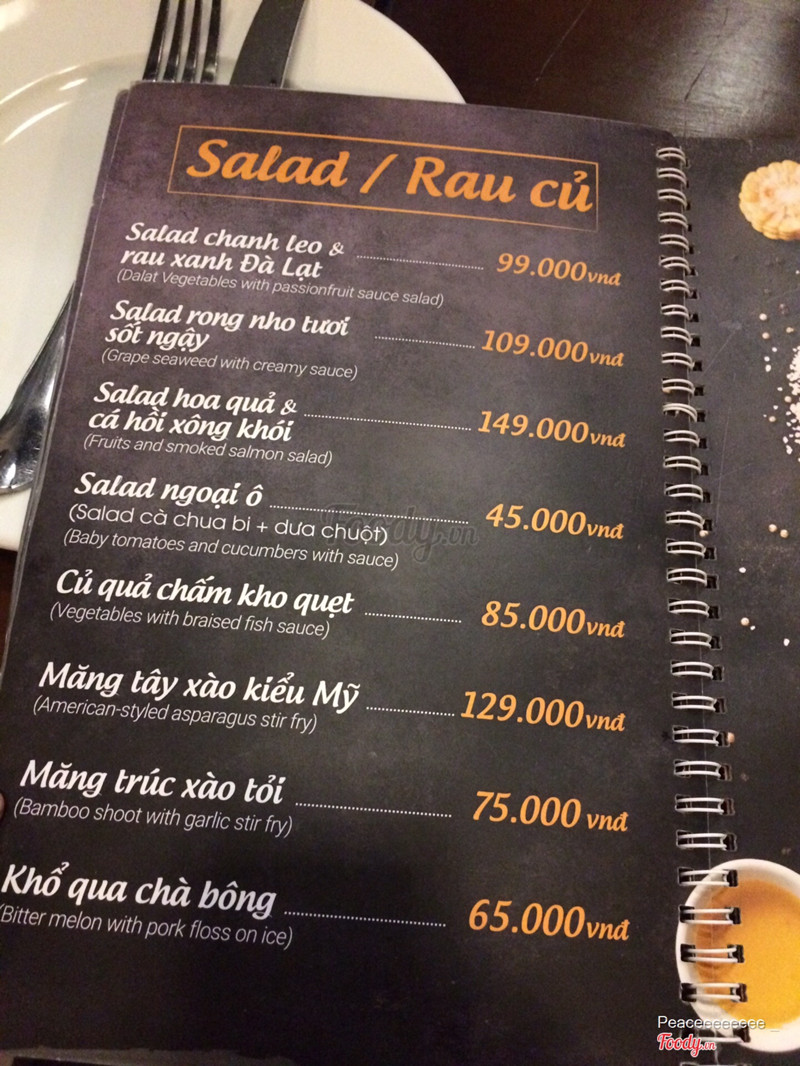 Salad / Rau củ
Salad chanh leo &
rau xanh Đà Lạt
99.000vnđ
(Dalat Vegetables with passionfruit sauce salad)
Salad rong nho tươi
sốt ngậy
109.000vnđ
(Grape seaweed with creamy sauce)
Salad hoa quả &
cá hồi xông khói
149.000vnđ
(Fruits and smoked salmon salad)
Salad ngoại ô
45.000vnđ
(Salad cà chua bi + dưa chuột)
(Baby tomatoes and cucumbers with sauce)
Củ quả chấm kho quẹt
85.000vnđ
(Vegetables with braised fish sauce)
Măng tây xào kiểu Mỹ
129.000vnđ
(American-styled asparagus stir fry)
Măng trúc xào tỏi
75.000 vnđ
(Bamboo shoot with garlic stir fry)
Khổ qua chà bông
65.000vnđ
(Bitter melon with pork floss on ice)
Foody.vn
Peaceeeeeeee _
Foody.vn